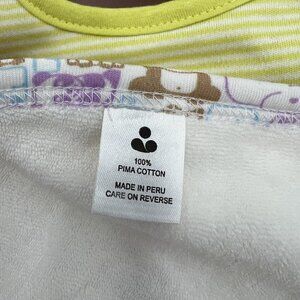 100%
PIMA COTTON
MADE IN PERU
CARE ON REVERSE